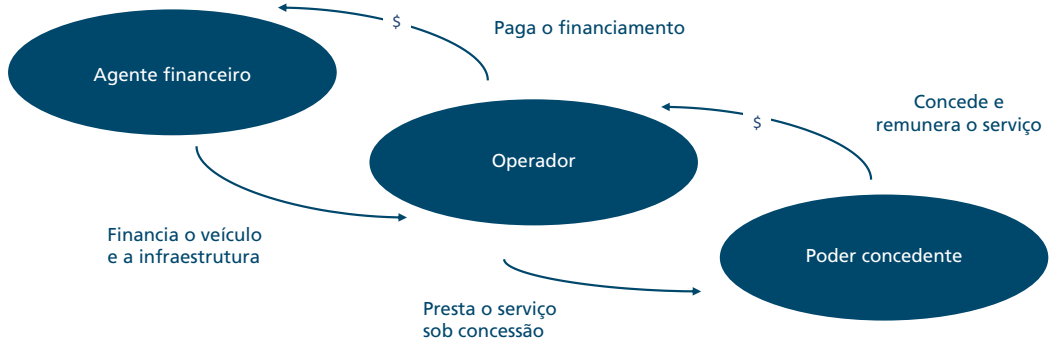 $
Paga o financiamento
Agente financeiro
Concede e
remunera o serviço
$
Operador
Financia o veículo
e a infraestrutura
Poder concedente
Presta o serviço
sob concessão